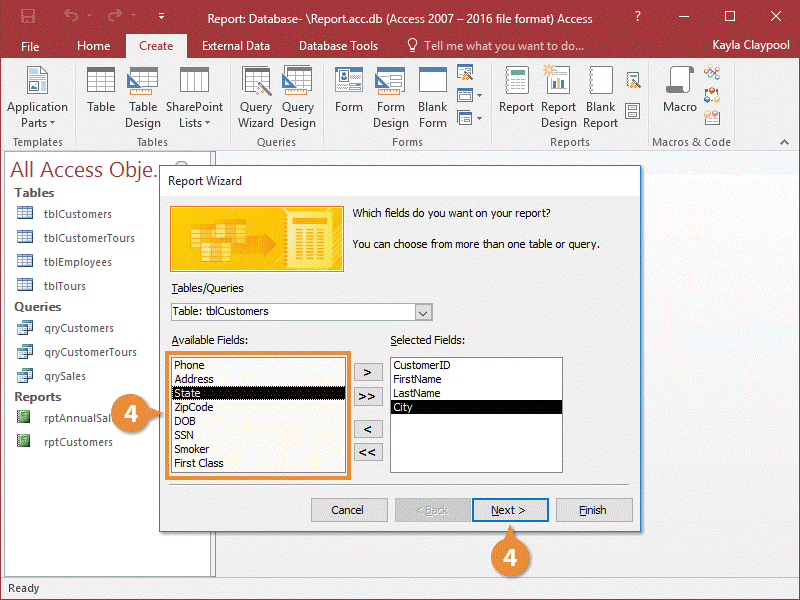 Report: Database- \Report.acc.db (Access 2007 – 2016 file format) Access
?
File
Home
Create
External Data
Database Tools
Tell me what you want to do...
Kayla Claypool
Application Parts
Table
Table Design
SharePoint Lists
Query Wizard
Query Design
Form
Form Design
Blank Form
Report
Report Design
Blank Report
Macro
Templates
Tables
Queries
Forms
Reports
Macros & Code
All Access Obje...
Tables
tblCustomers
tblCustomerTours
tblEmployees
tblTours
Queries
qryCustomers
qryCustomerTours
qrySales
Reports
rptAnnualSal
rptCustomers
Report Wizard
Which fields do you want on your report?
You can choose from more than one table or query.
Tables/Queries
Table: tblCustomers
Available Fields:
Phone
Address
State
ZipCode
DOB
SSN
Smoker
First Class
>
>>
<
<<
Selected Fields:
CustomerID
FirstName
LastName
City
Cancel
< Back
Next >
Finish
4
4
Ready